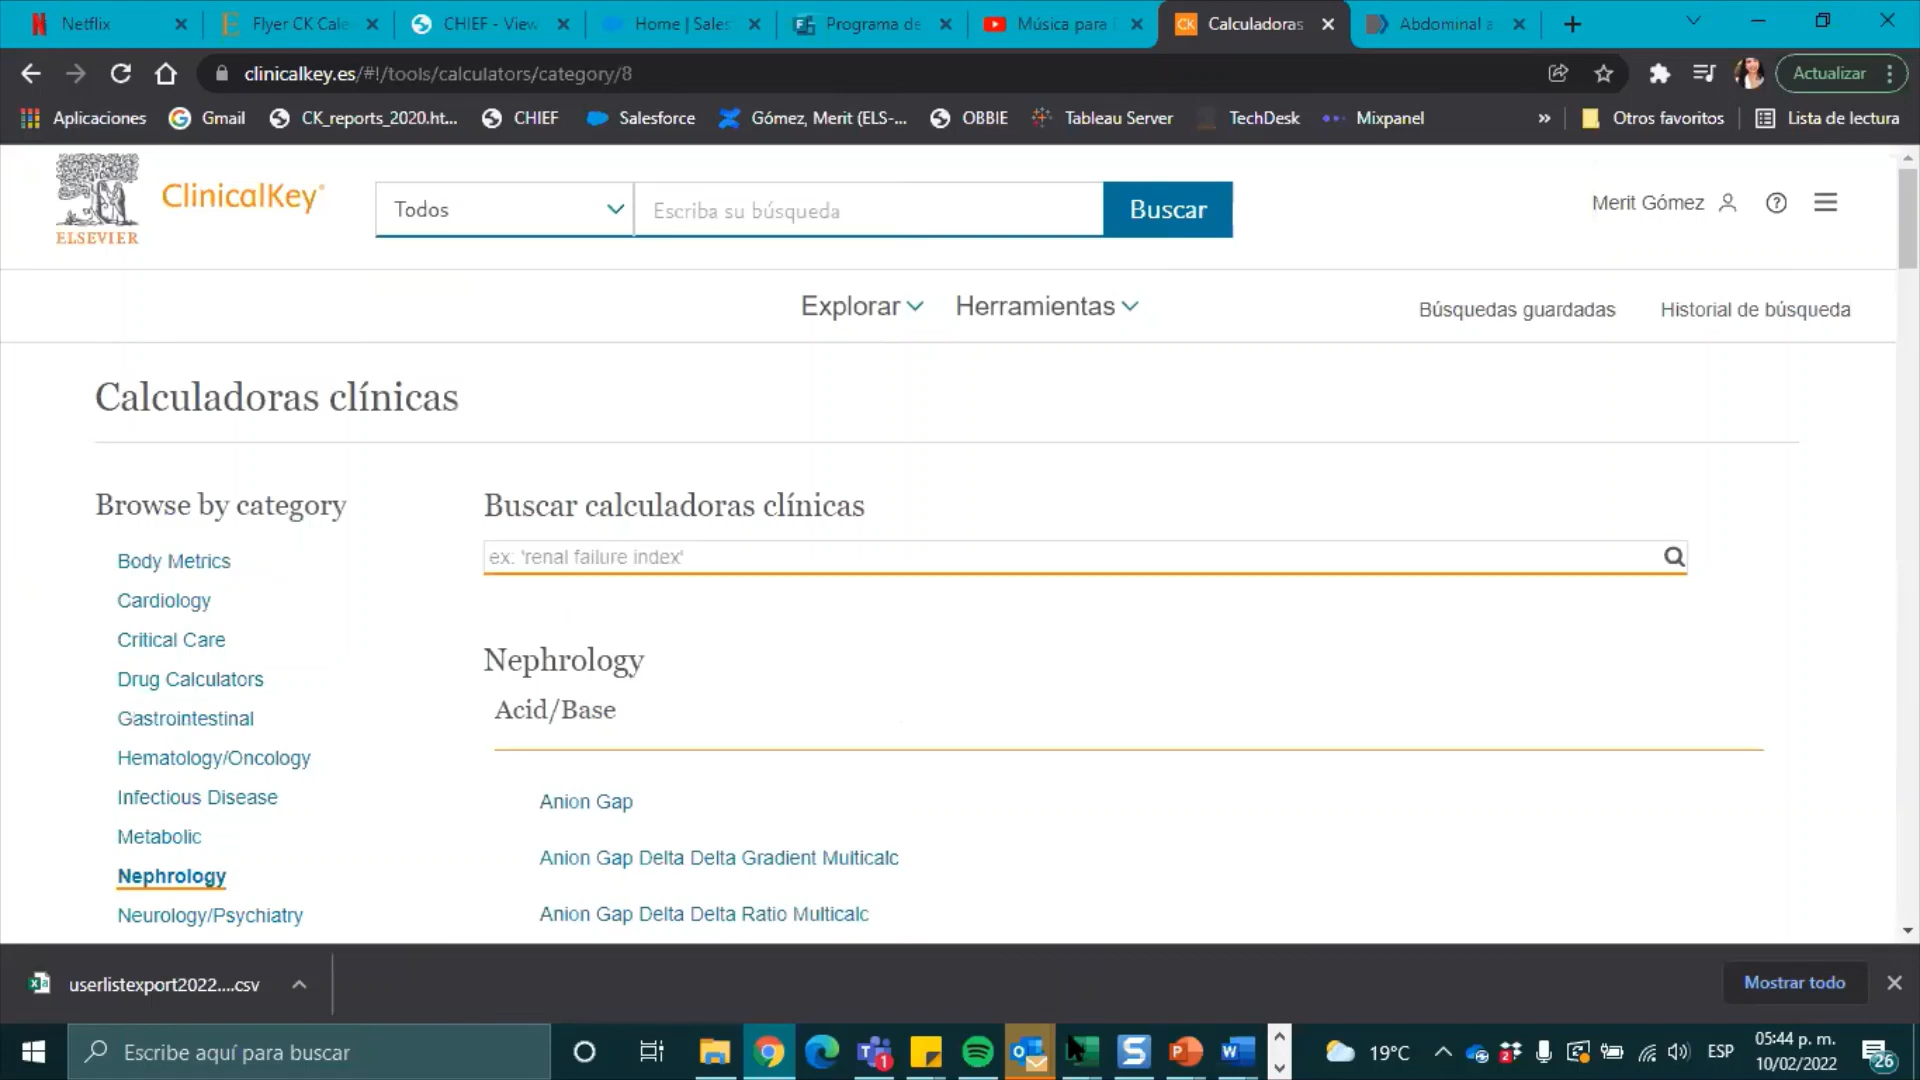 Netflix
Flyer CK Cale
CHIEF - View
Home | Sales
Programa de
Música para
Calculadoras
Abdominal a
clinicalkey.es/#!/tools/calculators/category/8
Actualizar
Aplicaciones
Gmail
CK_reports_2020.ht...
CHIEF
Salesforce
Gómez, Merit (ELS-...
OBBIE
Tableau Server
TechDesk
Mixpanel
»
Otros favoritos
Lista de lectura
ELSEVIER
ClinicalKey®
Todos
Escriba su búsqueda
Buscar
Merit Gómez
Explorar
Herramientas
Búsquedas guardadas
Historial de búsqueda
Calculadoras clínicas
Browse by category
Body Metrics
Cardiology
Critical Care
Drug Calculators
Gastrointestinal
Hematology/Oncology
Infectious Disease
Metabolic
Nephrology
Neurology/Psychiatry
Buscar calculadoras clínicas
ex: 'renal failure index'
Nephrology
Acid/Base
Anion Gap
Anion Gap Delta Delta Gradient Multicalc
Anion Gap Delta Delta Ratio Multicalc
userlistexport2022....csv
Mostrar todo
Escribe aquí para buscar
19°C
ESP
05:44 p. m.
10/02/2022
26